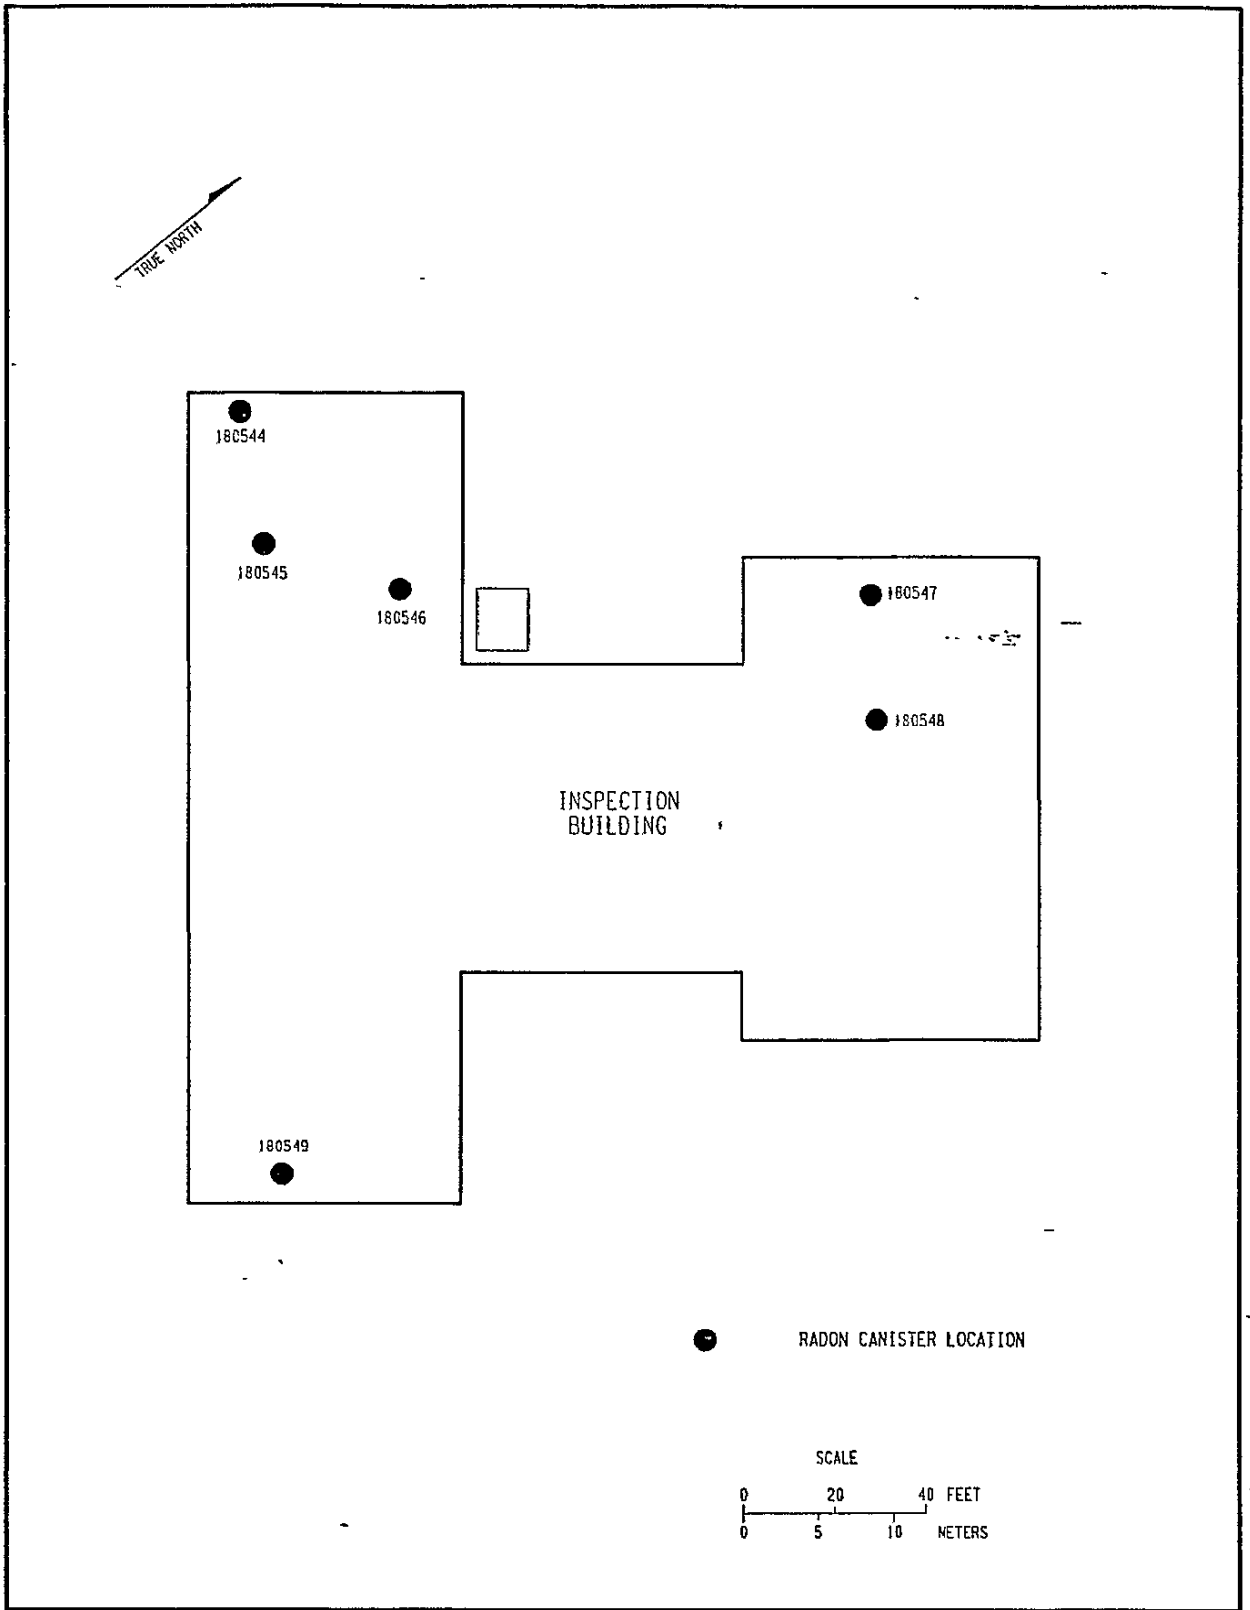 TRUE NORTH
180544
180545
180546
180547
180548
INSPECTION
BUILDING
180549
RADON CANISTER LOCATION
SCALE
0 20 40 FEET
0 5 10 METERS